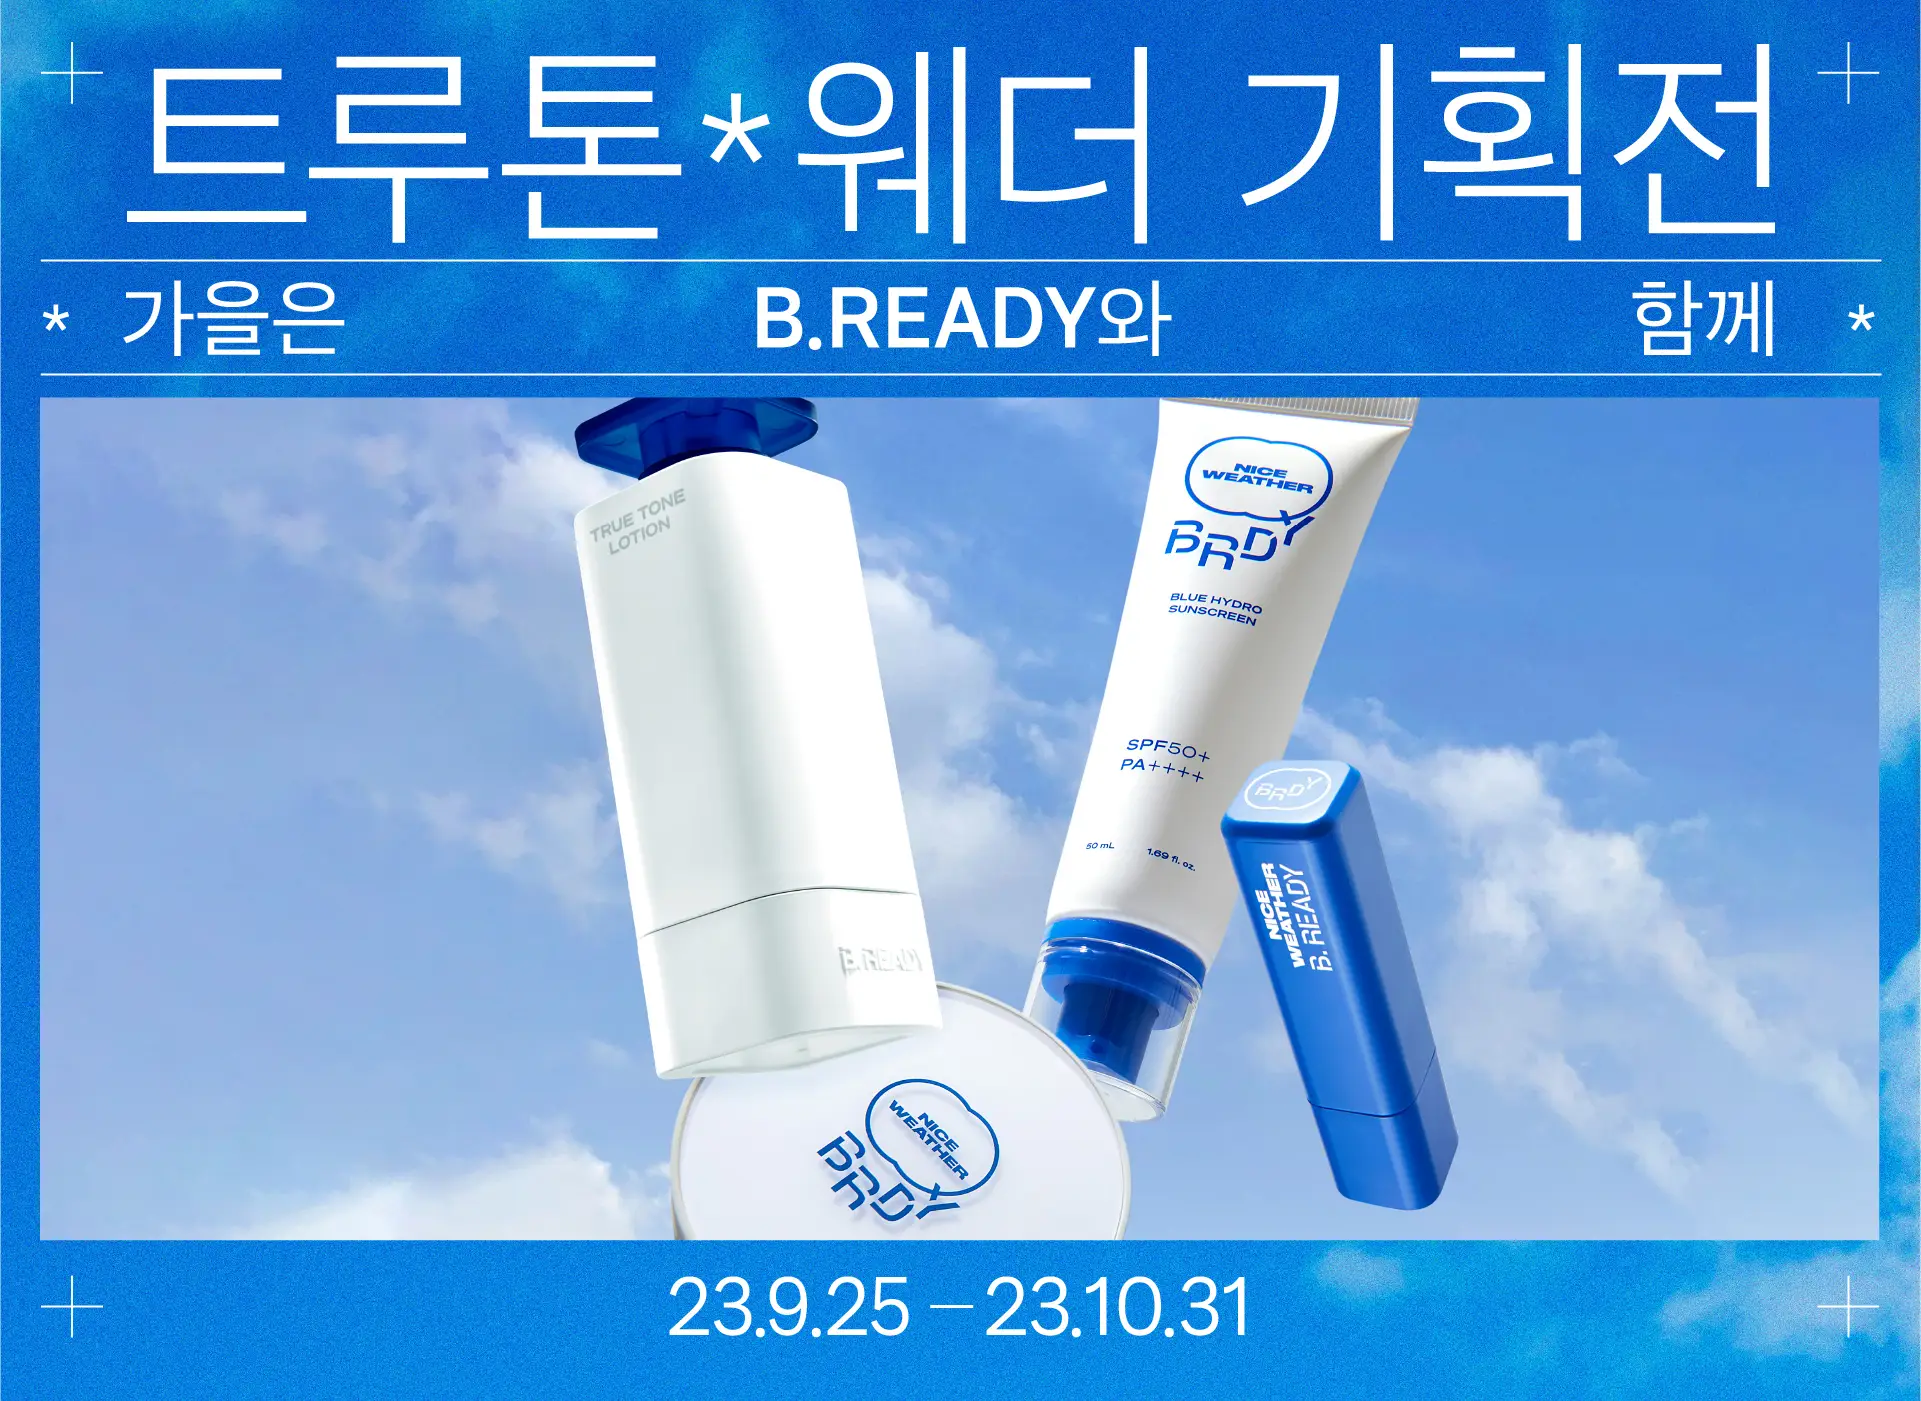 트루톤*웨더 기획전
* 가을은 B.READY와 함께 *
TRUE TONE
LOTION
B.READY
NICE
WEATHER
BRDY
BLUE HYDRO
SUNSCREEN
SPF50+
PA++++
50 mL 1.69 fl. oz.
BRDY
NICE
WEATHER
B. READY
NICE
WEATHER
BRDY
23.9.25 – 23.10.31